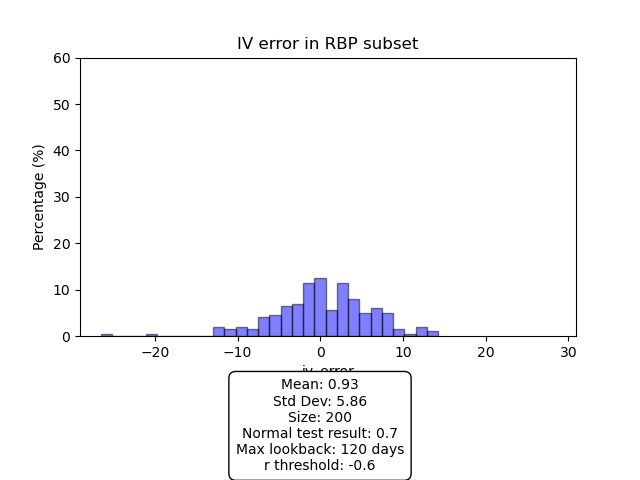 IV error in RBP subset
60
50
40
30
20
10
0
Percentage (%)
−20 −10 0 10 20 30
iv_error
Mean: 0.93
Std Dev: 5.86
Size: 200
Normal test result: 0.7
Max lookback: 120 days
r threshold: -0.6